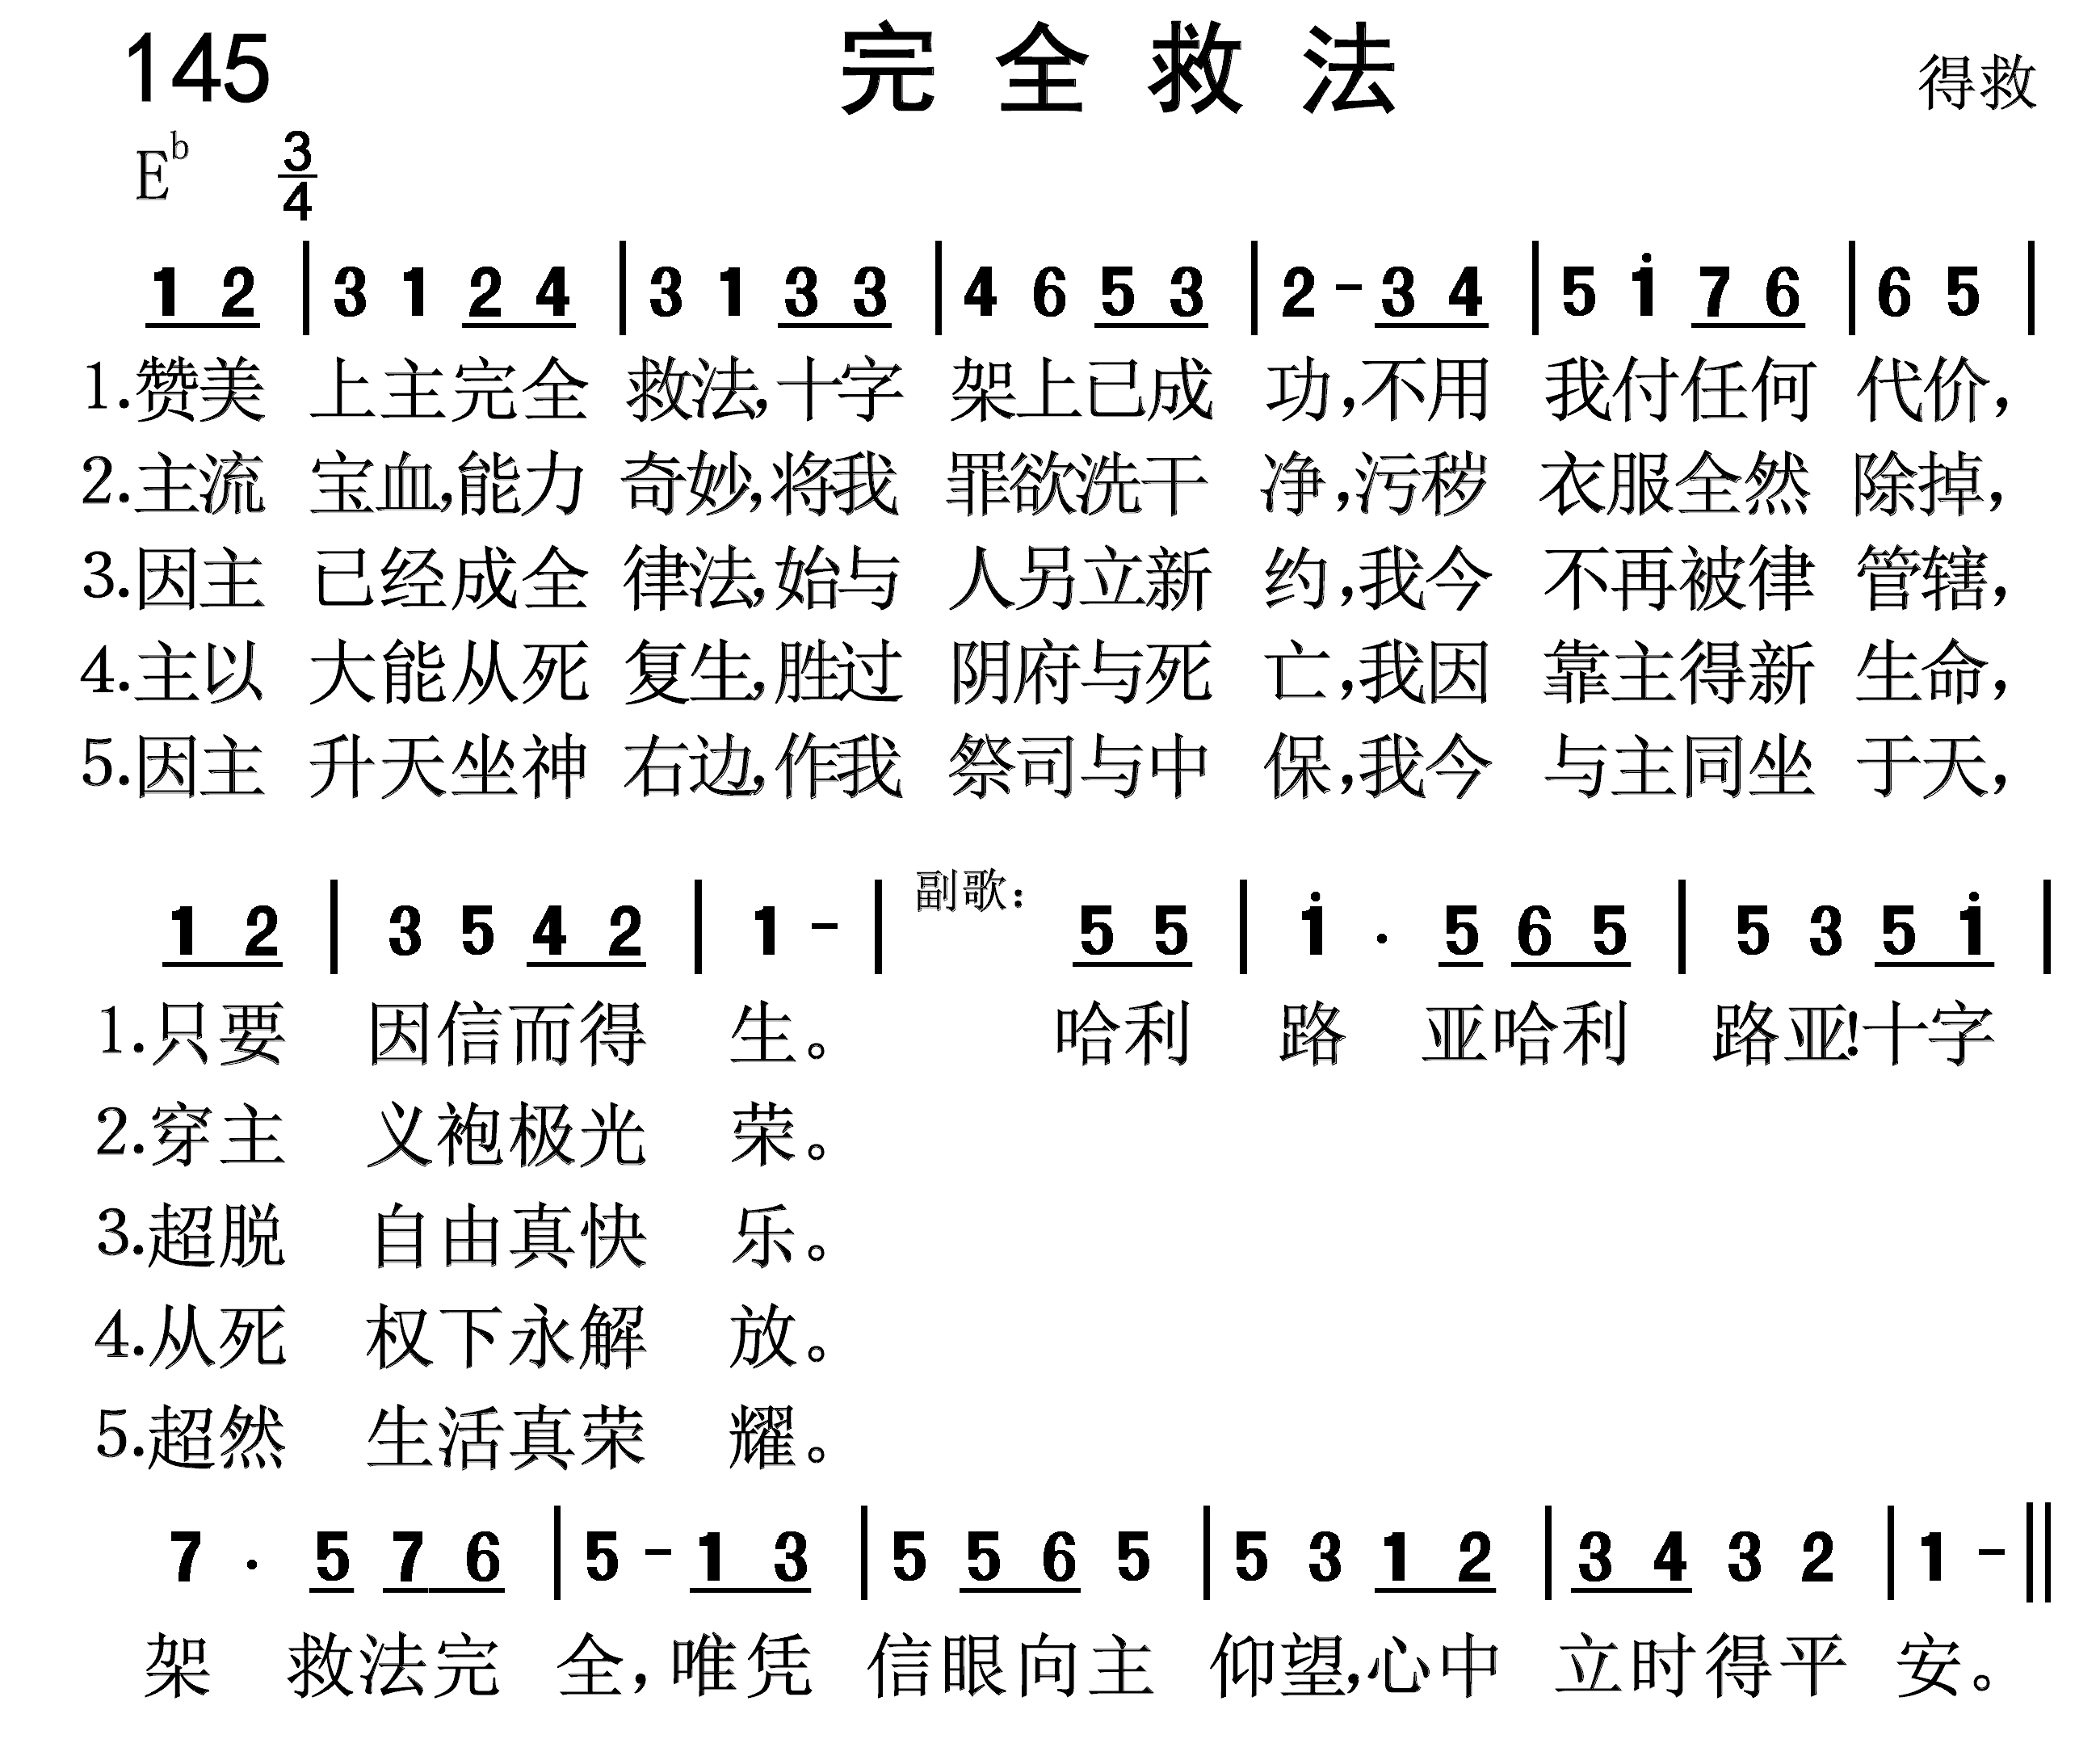 145 完全救法 得救
E♭ 3/4
1 2 | 3 1 2 4 | 3 1 3 3 | 4 6 5 3 | 2 - 3 4 | 5 i 7 6 | 6 5 |
1.赞美 上主完全 救法,十字 架上已成 功,不用 我付任何 代价,
2.主流 宝血,能力 奇妙,将我 罪欲洗干 净,污秽 衣服全然 除掉,
3.因主 已经成全 律法,始与 人另立新 约,我今 不再被律 管辖,
4.主以 大能从死 复生,胜过 阴府与死 亡,我因 靠主得新 生命,
5.因主 升天坐神 右边,作我 祭司与中 保,我今 与主同坐 于天,
1 2 | 3 5 4 2 | 1 - | 副歌: 5 5 | i · 5 6 5 | 5 3 5 i |
1.只要 因信而得 生。 哈利 路 亚哈利 路亚!十字
2.穿主 义袍极光 荣。
3.超脱 自由真快 乐。
4.从死 权下永解 放。
5.超然 生活真荣 耀。
7 · 5 7 6 | 5 - 1 3 | 5 5 6 5 | 5 3 1 2 | 3 4 3 2 | 1 - ||
架 救法完 全,唯凭 信眼向主 仰望,心中 立时得平 安。